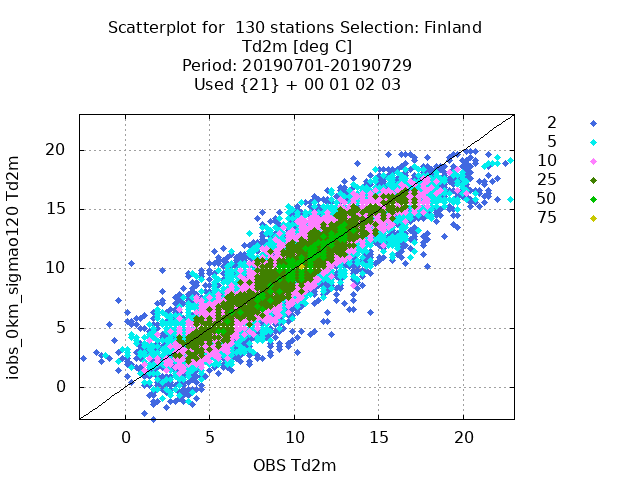 Scatterplot for  130 stations Selection: Finland
Td2m [deg C]
Period: 20190701-20190729
Used {21} + 00 01 02 03
2
5
10
25
50
75
20
15
10
5
0
iobs_0km_sigmao120 Td2m
0 5 10 15 20
OBS Td2m